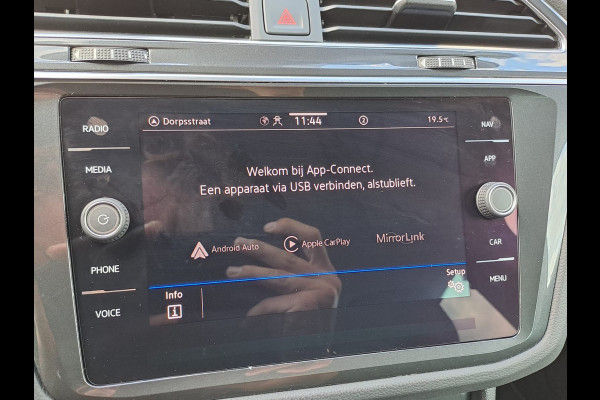 RADIO
MEDIA
PHONE
VOICE
Dorpsstraat 11:44 2 19.5°C
Welkom bij App-Connect.
Een apparaat via USB verbinden, alstublieft.
Android Auto Apple CarPlay MirrorLink
Info
i
Setup
NAV
APP
CAR
MENU